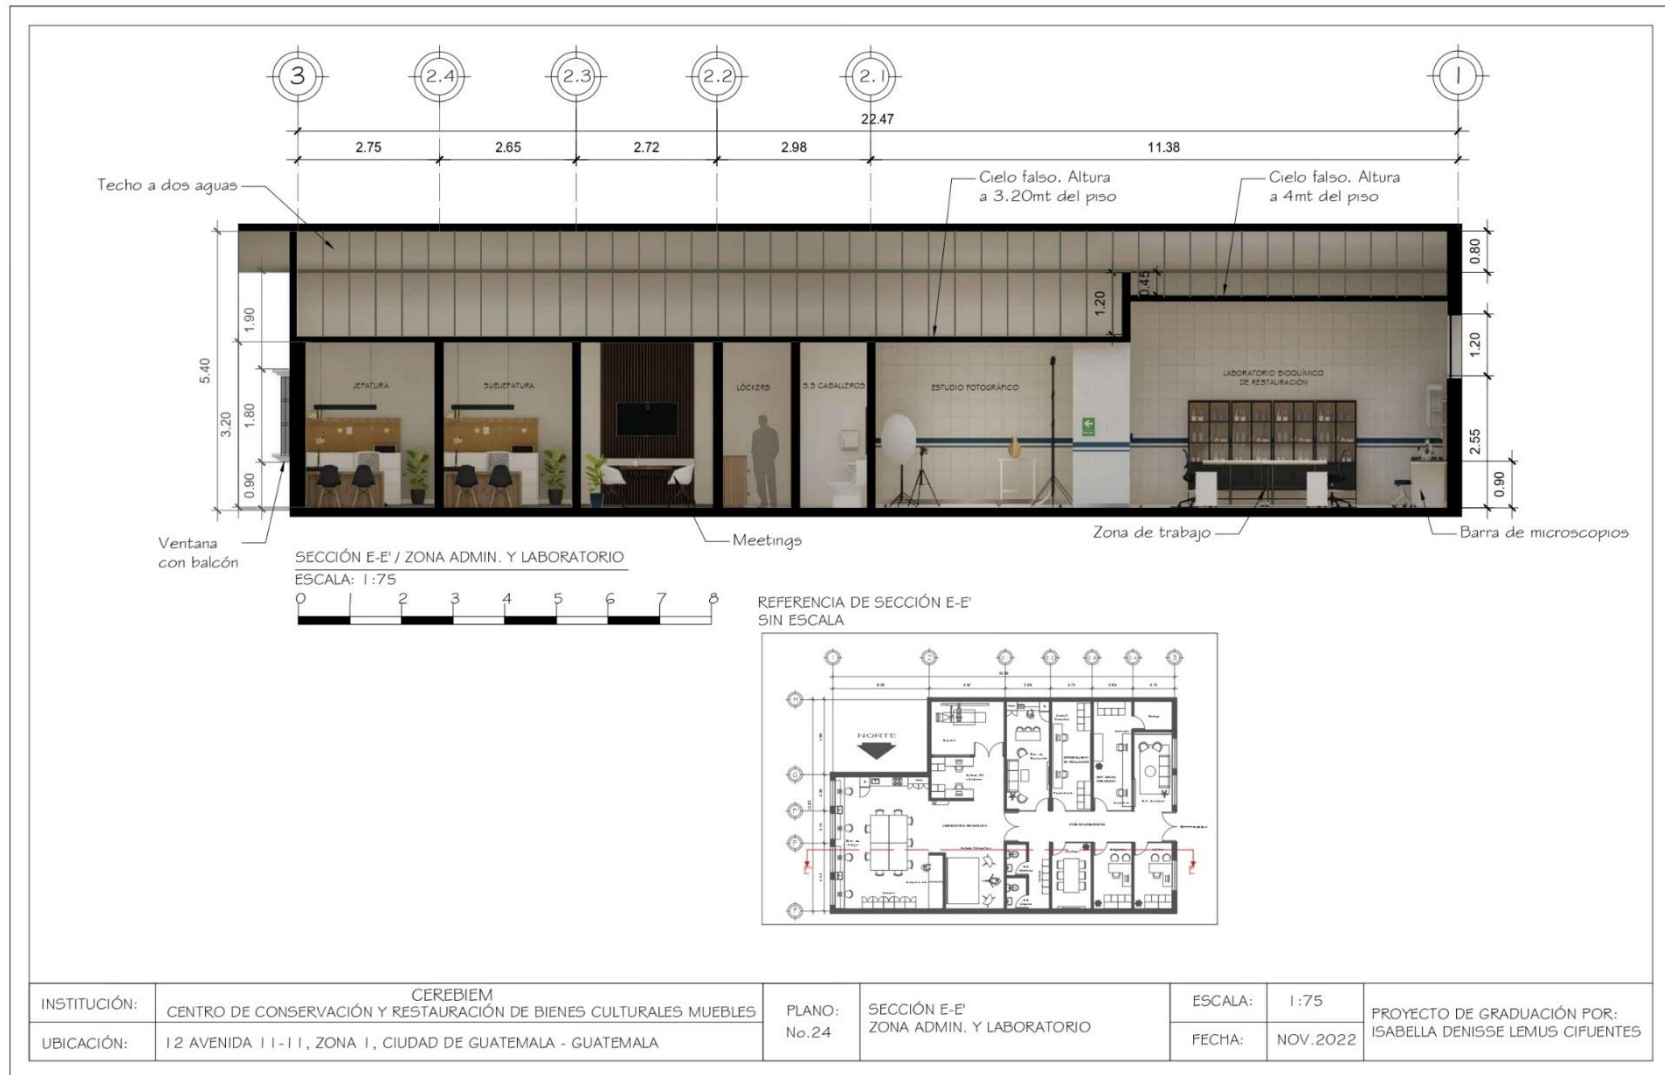 3
2.4
2.3
2.2
2.1
1
22.47
2.75
2.65
2.72
2.98
11.38
Techo a dos aguas
Cielo falso. Altura
a 3.20mt del piso
Cielo falso. Altura
a 4mt del piso
0.80
0.45
1.20
1.90
5.40
3.20
1.80
0.90
1.20
2.55
0.90
JEFATURA
SUBJEFATURA
LOCKERS
S.S CABALLEROS
ESTUDIO FOTOGRÁFICO
LABORATORIO BIOQUÍMICO
DE RESTAURACIÓN
Ventana
con balcón
Meetings
Zona de trabajo
Barra de microscopios
SECCIÓN E-E' / ZONA ADMIN. Y LABORATORIO
ESCALA: 1:75
0 1 2 3 4 5 6 7 8
REFERENCIA DE SECCIÓN E-E'
SIN ESCALA
NORTE
INSTITUCIÓN:
CEREBIEM
CENTRO DE CONSERVACIÓN Y RESTAURACIÓN DE BIENES CULTURALES MUEBLES
UBICACIÓN:
12 AVENIDA 11-11, ZONA 1, CIUDAD DE GUATEMALA - GUATEMALA
PLANO:
No.24
SECCIÓN E-E'
ZONA ADMIN. Y LABORATORIO
ESCALA:
1:75
FECHA:
NOV.2022
PROYECTO DE GRADUACIÓN POR:
ISABELLA DENISSE LEMUS CIFUENTES